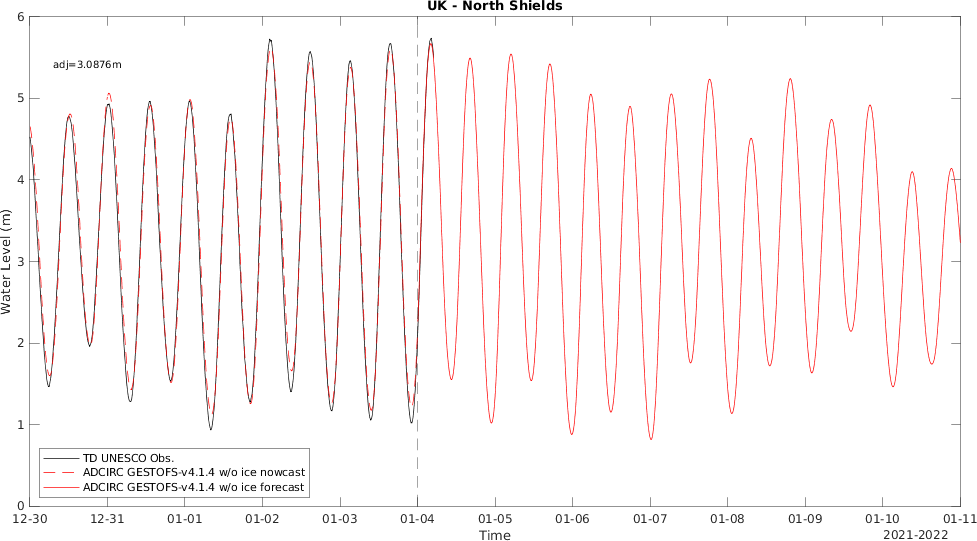 UK - North Shields
adj=3.0876m
Water Level (m)
6
5
4
3
2
1
0
TD UNESCO Obs.
ADCIRC GESTOFS-v4.1.4 w/o ice nowcast
ADCIRC GESTOFS-v4.1.4 w/o ice forecast
12-30 12-31 01-01 01-02 01-03 01-04 01-05 01-06 01-07 01-08 01-09 01-10 01-11
Time
2021-2022